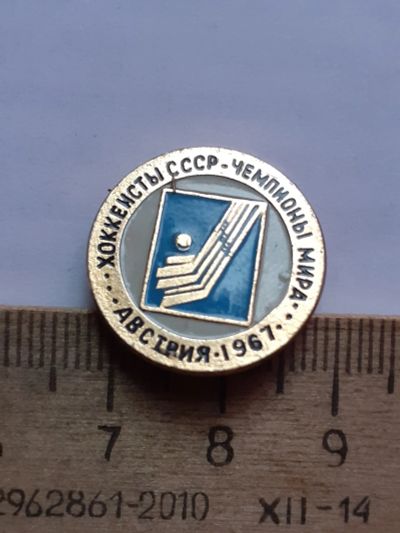 ХОККЕИСТЫ СССР - ЧЕМПИОНЫ МИРА
АВСТРИЯ · 1967
7 8 9
2962861-2010 XII-14